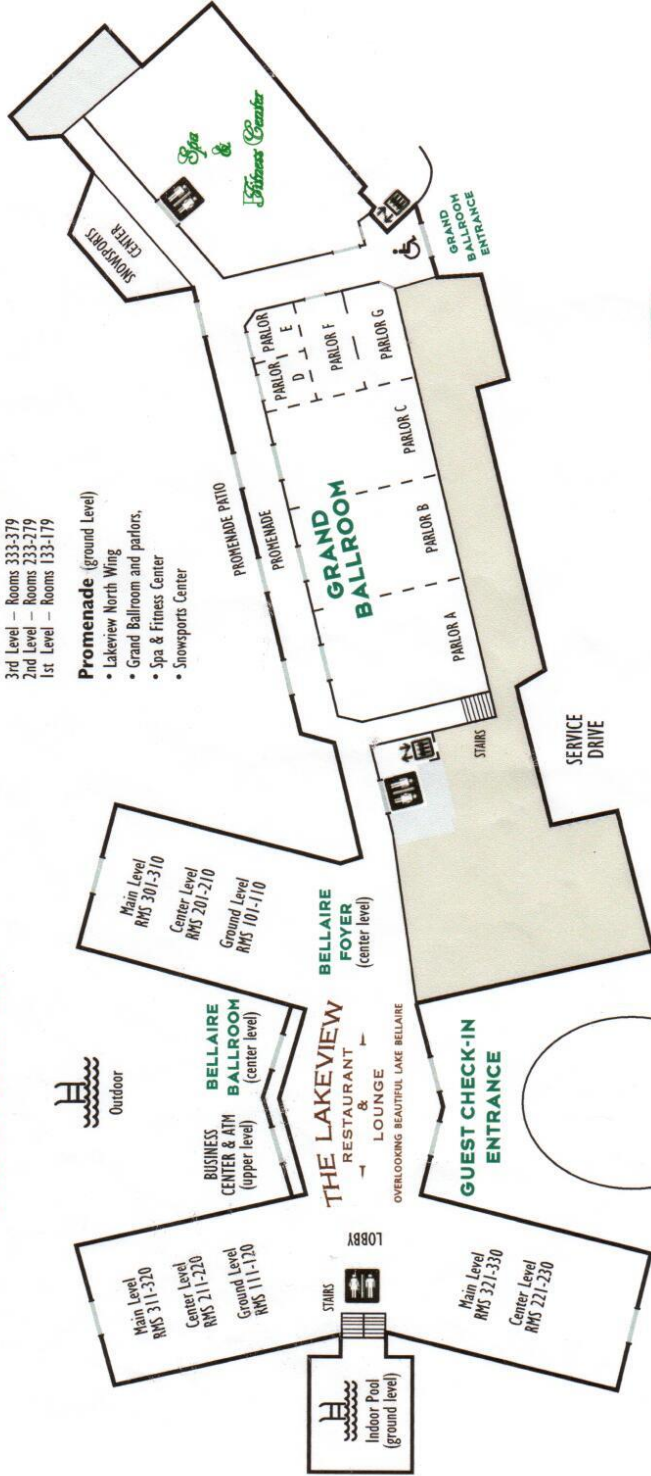 3rd Level – Rooms 333-379
2nd Level – Rooms 233-279
1st Level – Rooms 133-179
Promenade (ground Level)
• Lakeview North Wing
• Grand Ballroom and parlors,
• Spa & Fitness Center
• Snowsports Center
Outdoor
Main Level
RMS 311-320
Center Level
RMS 211-220
Ground Level
RMS 111-120
BUSINESS
CENTER & ATM
(upper level)
BELLAIRE
BALLROOM
(center level)
Main Level
RMS 301-310
Center Level
RMS 201-210
Ground Level
RMS 101-110
PROMENADE PATIO
PROMENADE
SNOWSPORTS
CENTER
Spa
&
Fitness Center
STAIRS
LOBBY
Indoor Pool
(ground level)
THE LAKEVIEW
RESTAURANT
&
LOUNGE
OVERLOOKING BEAUTIFUL LAKE BELLAIRE
BELLAIRE
FOYER
(center level)
GRAND
BALLROOM
PARLOR
D
PARLOR
E
PARLOR F
PARLOR G
PARLOR A
PARLOR B
PARLOR C
GRAND
BALLROOM
ENTRANCE
STAIRS
Main Level
RMS 321-330
Center Level
RMS 221-230
GUEST CHECK-IN
ENTRANCE
SERVICE
DRIVE